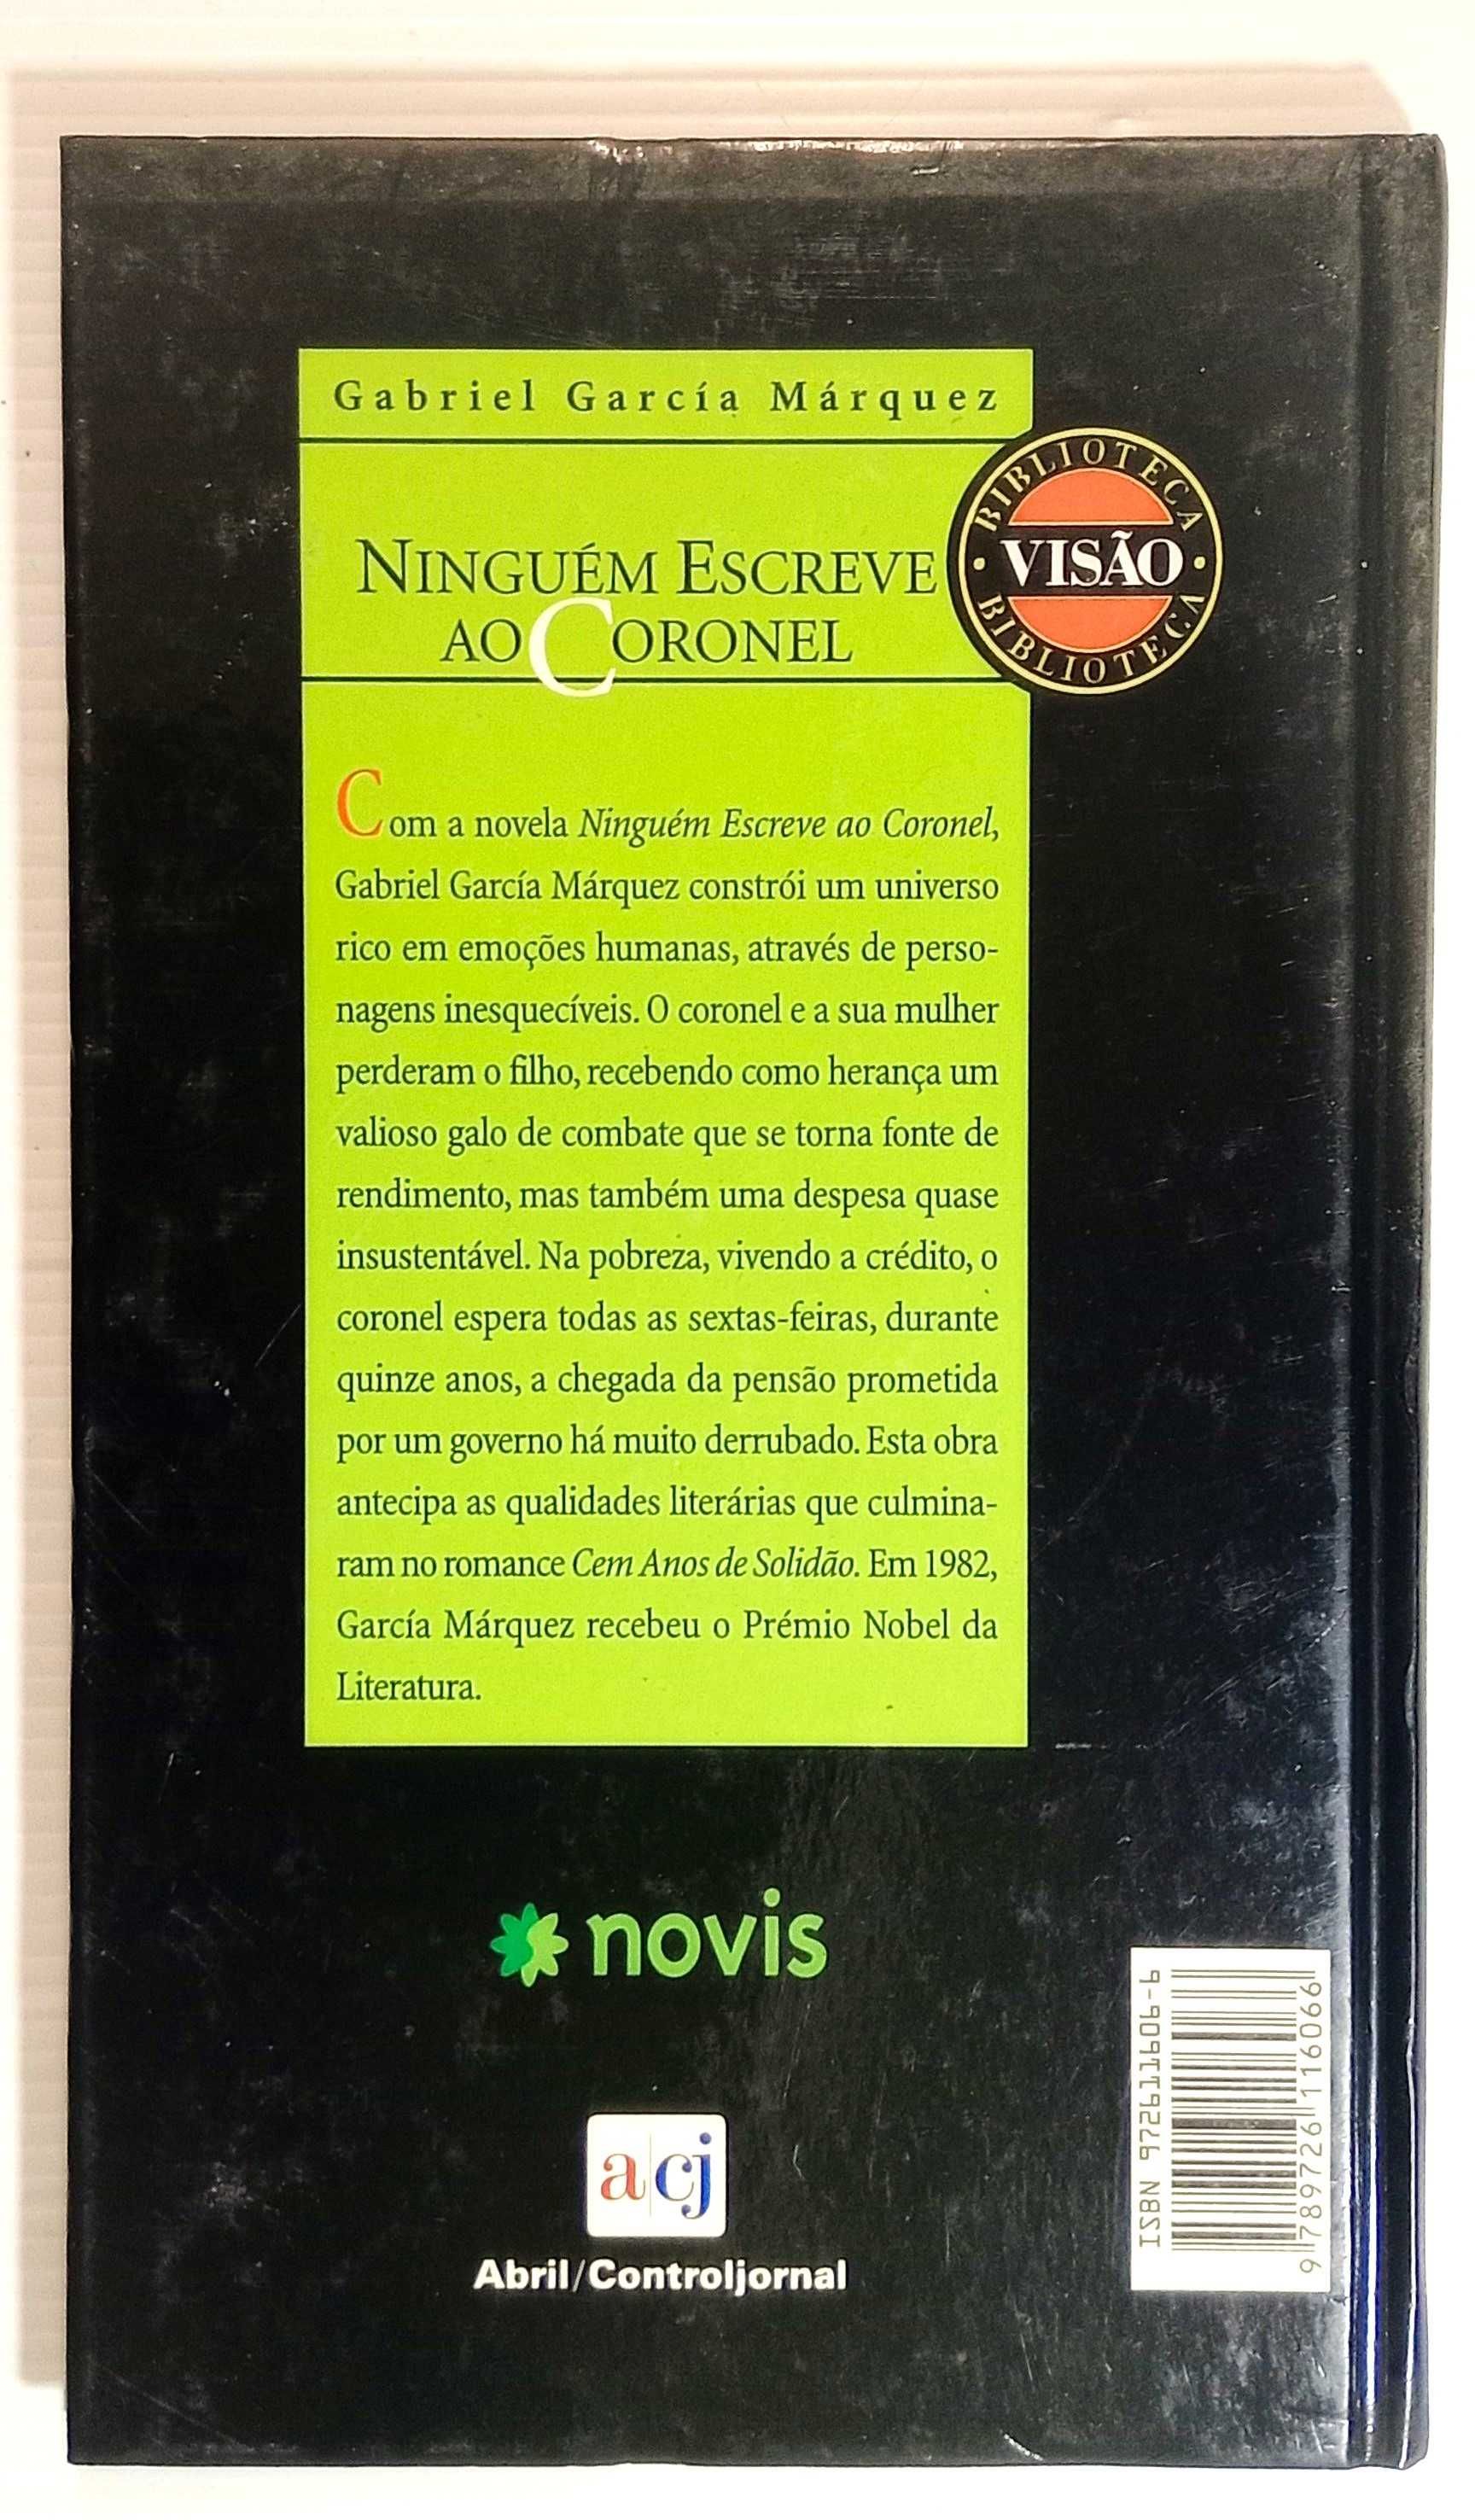 Gabriel García Márquez
NINGUÉM ESCREVE
AO CORONEL
BIBLIOTECA
VISÃO
BIBLIOTECA
Com a novela Ninguém Escreve ao Coronel,
Gabriel García Márquez constrói um universo
rico em emoções humanas, através de perso-
nagens inesquecíveis. O coronel e a sua mulher
perderam o filho, recebendo como herança um
valioso galo de combate que se torna fonte de
rendimento, mas também uma despesa quase
insustentável. Na pobreza, vivendo a crédito, o
coronel espera todas as sextas-feiras, durante
quinze anos, a chegada da pensão prometida
por um governo há muito derrubado. Esta obra
antecipa as qualidades literárias que culmina-
ram no romance Cem Anos de Solidão. Em 1982,
García Márquez recebeu o Prémio Nobel da
Literatura.
novis
a|cj
Abril/Controljornal
ISBN 972611606-6
9 789726 116066